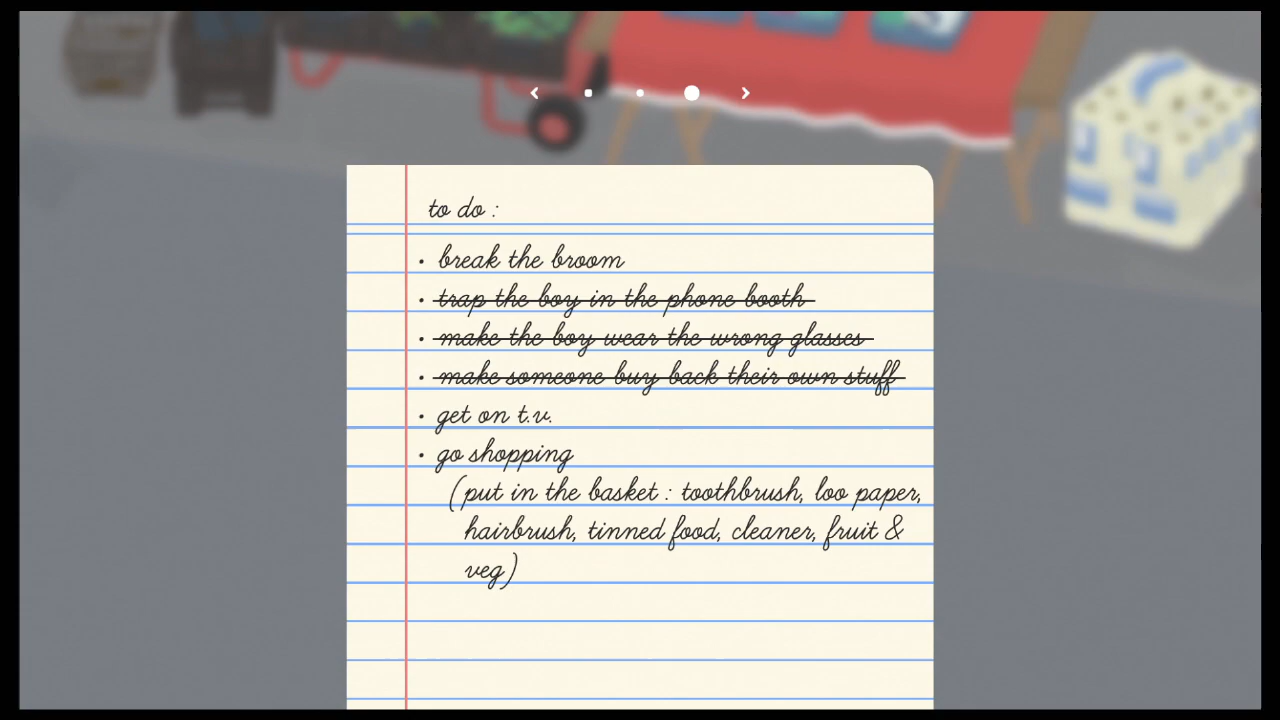 to do :
• break the broom
• trap the boy in the phone booth
• make the boy wear the wrong glasses
• make someone buy back their own stuff
• get on t.v.
• go shopping
(put in the basket : toothbrush, loo paper,
hairbrush, tinned food, cleaner, fruit &
veg)